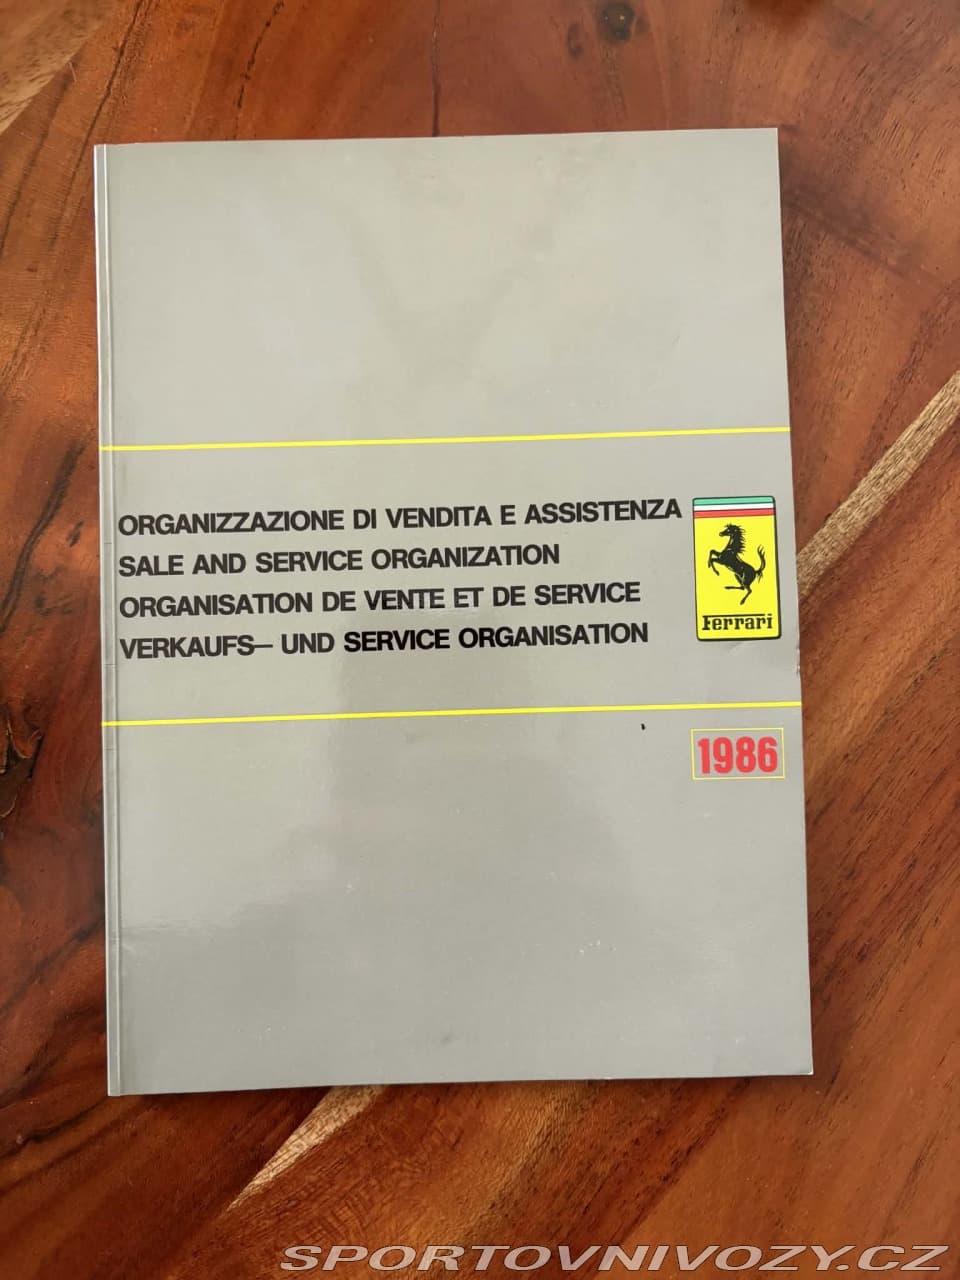 ORGANIZZAZIONE DI VENDITA E ASSISTENZA
SALE AND SERVICE ORGANIZATION
ORGANISATION DE VENTE ET DE SERVICE
VERKAUFS— UND SERVICE ORGANISATION
Ferrari
1986
SPORTOVNIVOZY.CZ